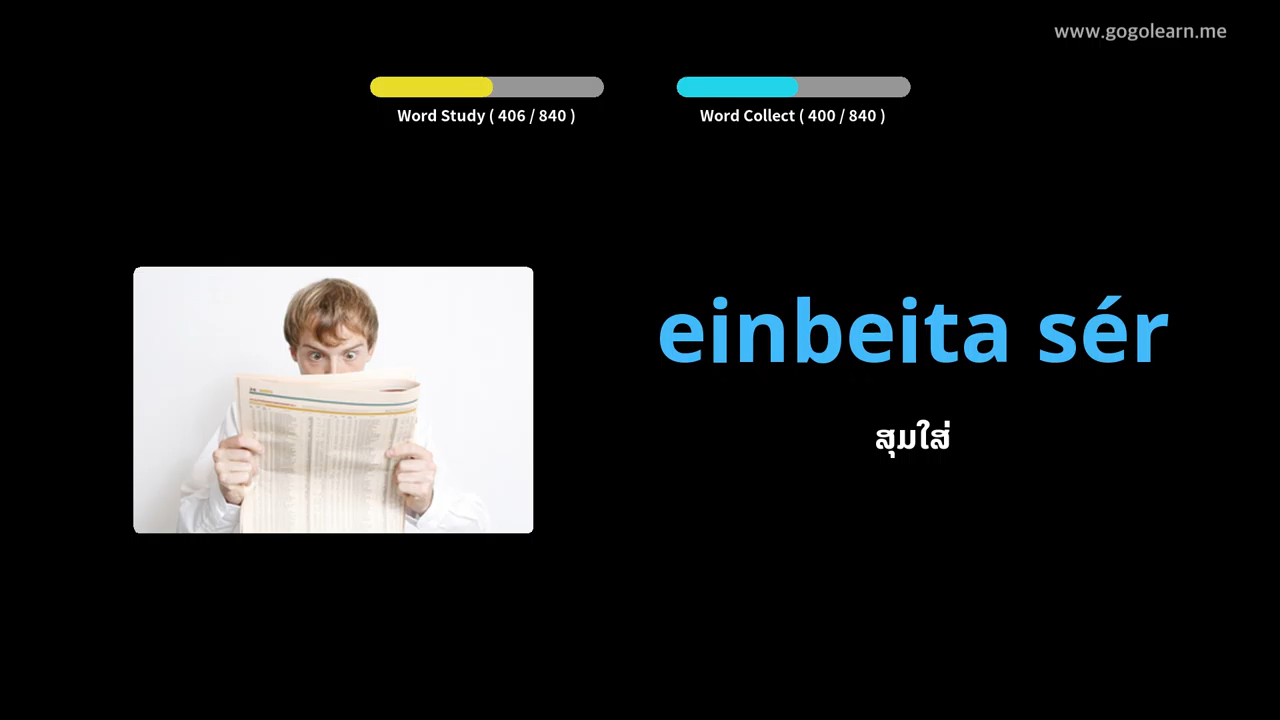 www.gogolearn.me
Word Study ( 406 / 840 )
Word Collect ( 400 / 840 )
einbeita sér
ສຸມໃສ່